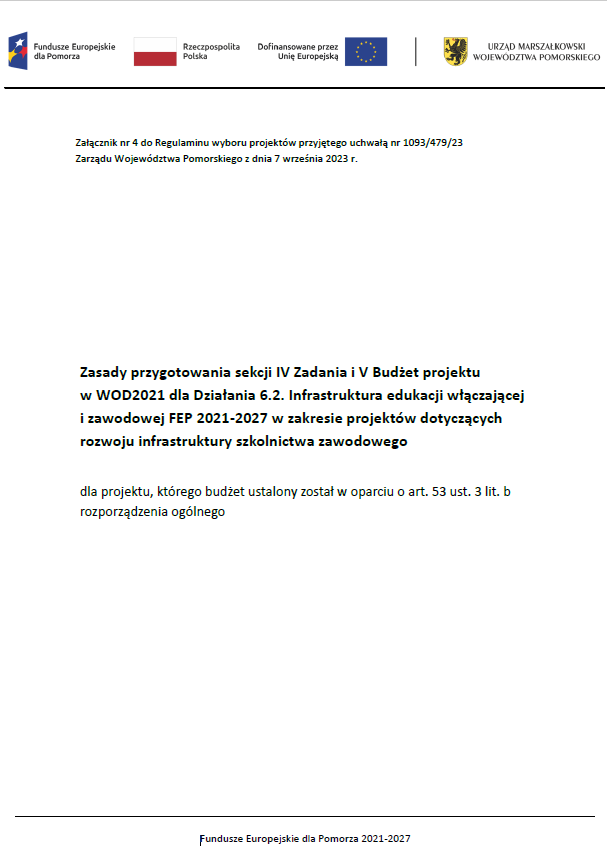 Fundusze Europejskie
dla Pomorza
Rzeczpospolita
Polska
Dofinansowane przez
Unię Europejską
URZĄD MARSZAŁKOWSKI
WOJEWÓDZTWA POMORSKIEGO
Załącznik nr 4 do Regulaminu wyboru projektów przyjętego uchwałą nr 1093/479/23
Zarządu Województwa Pomorskiego z dnia 7 września 2023 r.
Zasady przygotowania sekcji IV Zadania i V Budżet projektu
w WOD2021 dla Działania 6.2. Infrastruktura edukacji włączającej
i zawodowej FEP 2021-2027 w zakresie projektów dotyczących
rozwoju infrastruktury szkolnictwa zawodowego
dla projektu, którego budżet ustalony został w oparciu o art. 53 ust. 3 lit. b
rozporządzenia ogólnego
Fundusze Europejskie dla Pomorza 2021-2027